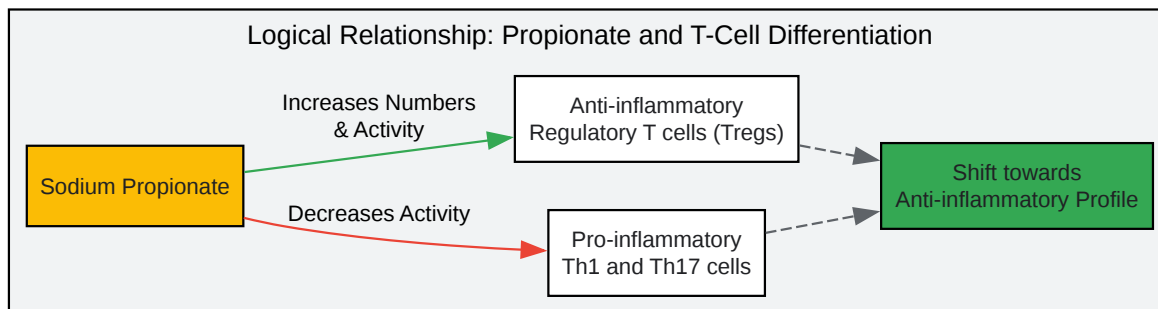 Logical Relationship: Propionate and T-Cell Differentiation
Increases Numbers
& Activity
Anti-inflammatory
Regulatory T cells (Tregs)
Sodium Propionate
Shift towards
Anti-inflammatory Profile
Decreases Activity
Pro-inflammatory
Th1 and Th17 cells